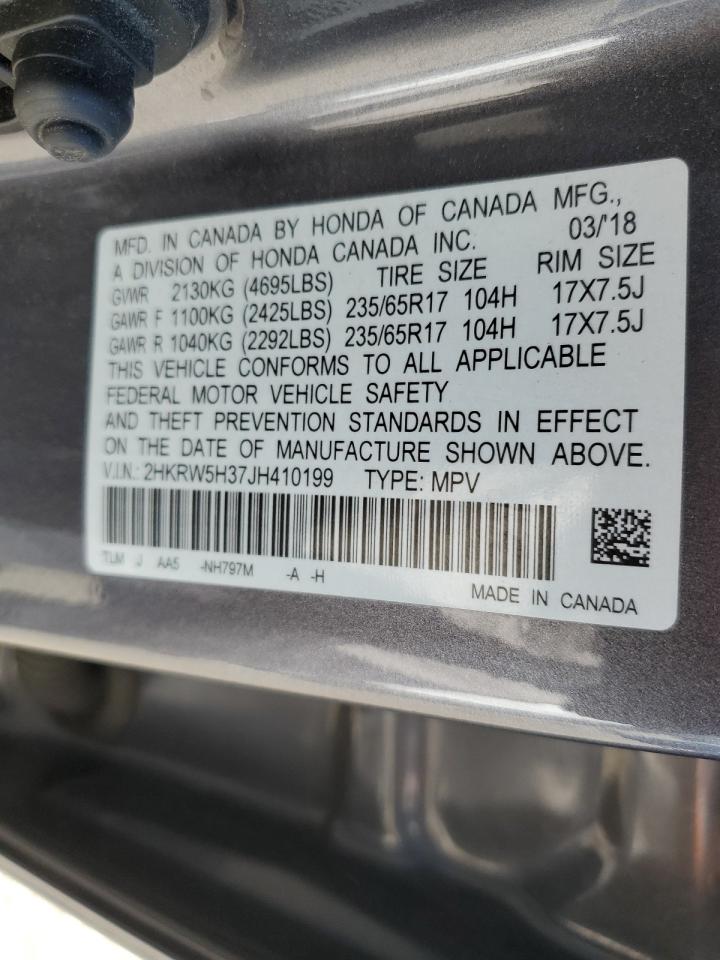 MFD. IN CANADA BY HONDA OF CANADA MFG.,
A DIVISION OF HONDA CANADA INC. 03/'18
GVWR 2130KG (4695LBS) TIRE SIZE RIM SIZE
GAWR F 1100KG (2425LBS) 235/65R17 104H 17X7.5J
GAWR R 1040KG (2292LBS) 235/65R17 104H 17X7.5J
THIS VEHICLE CONFORMS TO ALL APPLICABLE
FEDERAL MOTOR VEHICLE SAFETY
AND THEFT PREVENTION STANDARDS IN EFFECT
ON THE DATE OF MANUFACTURE SHOWN ABOVE.
V.I.N.: 2HKRW5H37JH410199 TYPE: MPV
TLM J AA5 -NH797M -A -H
MADE IN CANADA